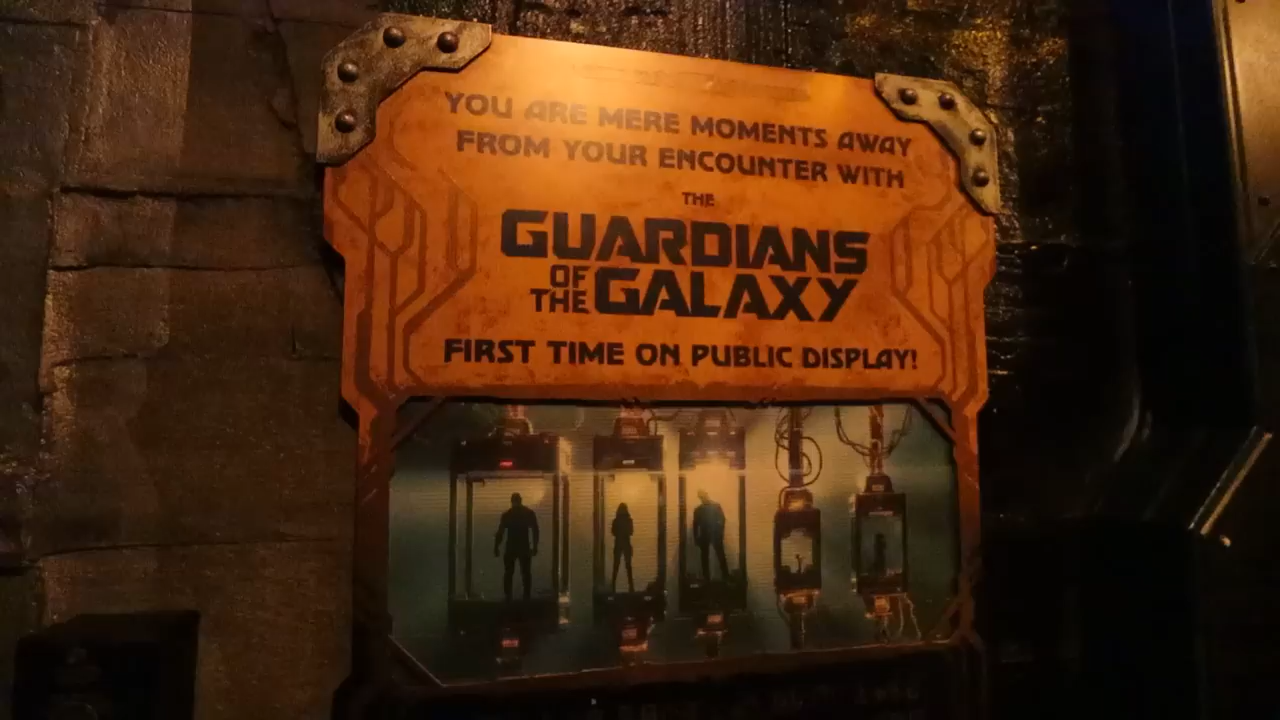 YOU ARE MERE MOMENTS AWAY
FROM YOUR ENCOUNTER WITH
THE
GUARDIANS
OF THE GALAXY
FIRST TIME ON PUBLIC DISPLAY!